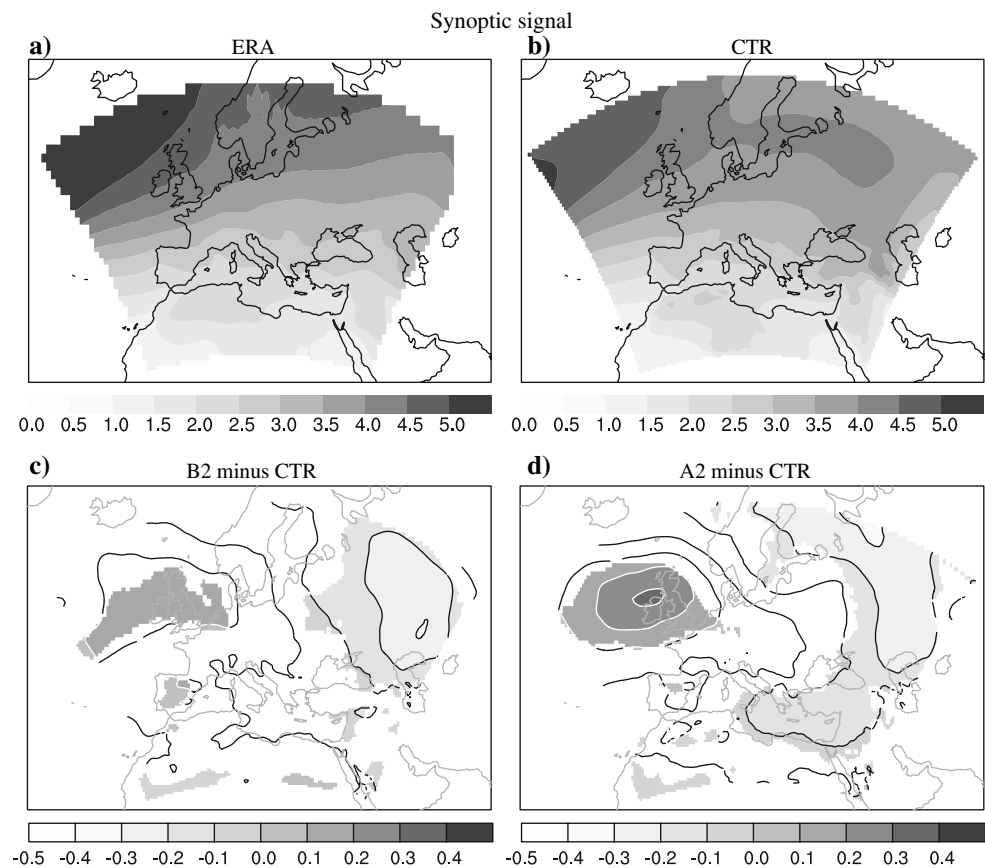 Synoptic signal
a)
ERA
b)
CTR
0.0 0.5 1.0 1.5 2.0 2.5 3.0 3.5 4.0 4.5 5.0
0.0 0.5 1.0 1.5 2.0 2.5 3.0 3.5 4.0 4.5 5.0
c)
B2 minus CTR
d)
A2 minus CTR
-0.5 -0.4 -0.3 -0.2 -0.1 0.0 0.1 0.2 0.3 0.4
-0.5 -0.4 -0.3 -0.2 -0.1 0.0 0.1 0.2 0.3 0.4